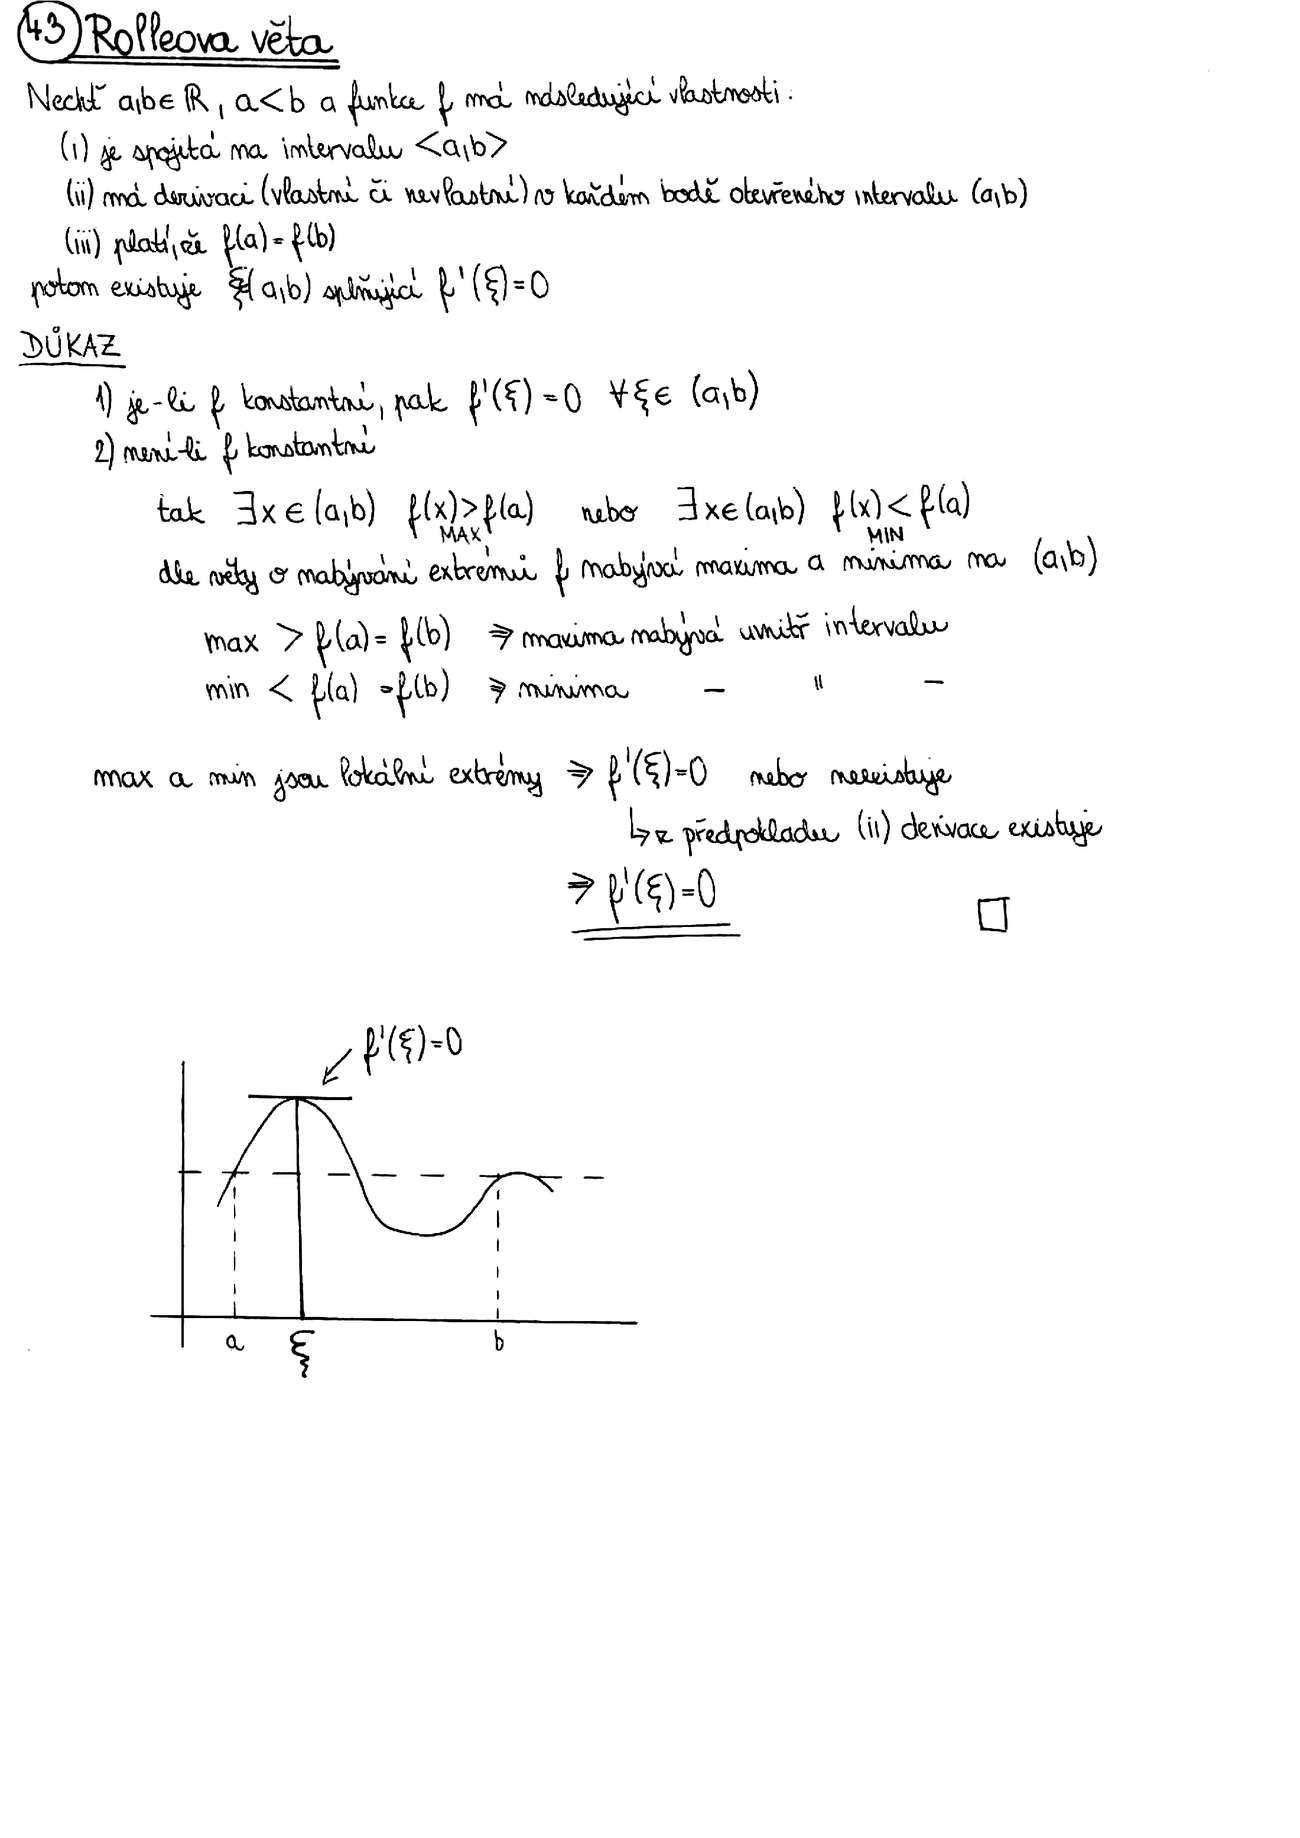 43 Rolleova věta
Nechť a,b∈ℝ, a<b a funkce f má následující vlastnosti:
(i) je spojitá na intervalu <a,b>
(ii) má derivaci (vlastní či nevlastní) v každém bodě otevřeného intervalu (a,b)
(iii) platí, že f(a)=f(b)
potom existuje ξ(a,b) splňující f'(ξ)=0
DŮKAZ
1) je-li f konstantní, pak f'(ξ)=0 ∀ξ∈ (a,b)
2) není-li f konstantní
tak ∃x∈(a,b) f(x)>f(a) nebo ∃x∈(a,b) f(x)<f(a)
MAX MIN
dle věty o nabývání extrémů f nabývá maxima a minima na (a,b)
max > f(a)=f(b) ⇒ maxima nabývá uvnitř intervalu
min < f(a)=f(b) ⇒ minima – " –
max a min jsou lokální extrémy ⇒ f'(ξ)=0 nebo neexistuje
↳ z předpokladu (ii) derivace existuje
⇒ f'(ξ)=0 □
f'(ξ)=0
a ξ b